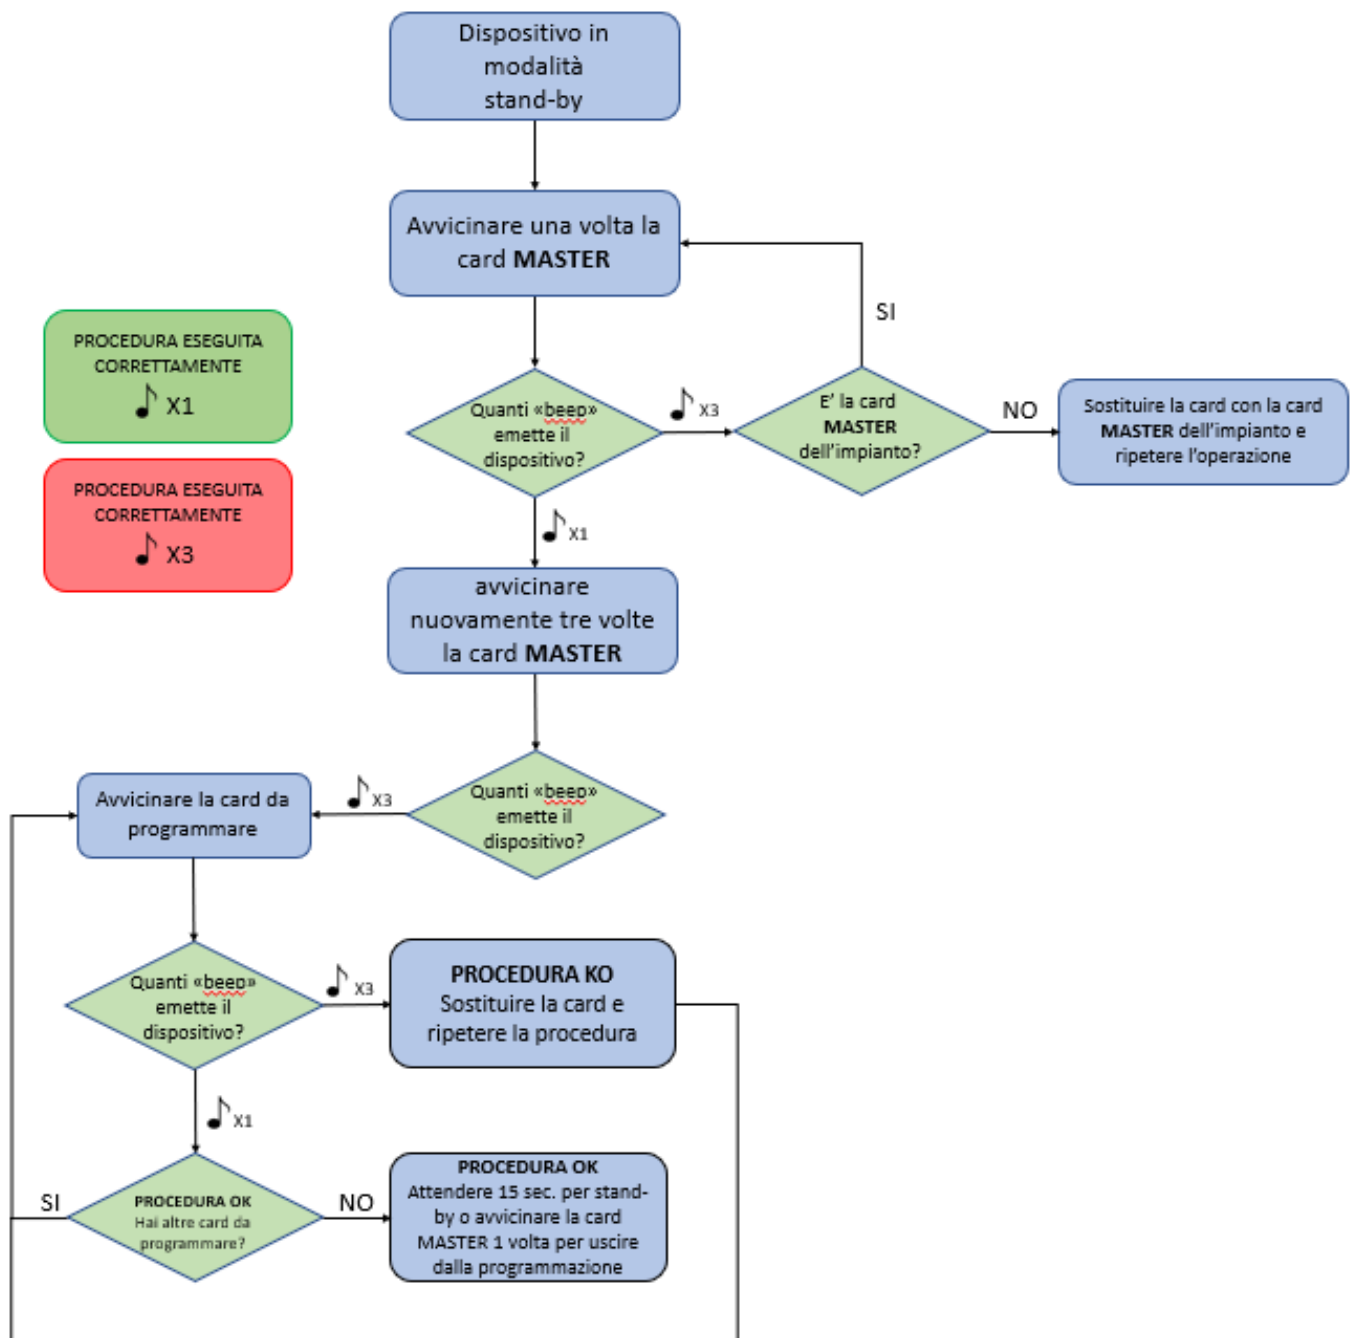 Dispositivo in
modalità
stand-by
Avvicinare una volta la
card MASTER
SI
PROCEDURA ESEGUITA
CORRETTAMENTE
X1
Quanti «beep»
emette il
dispositivo?
X3
E' la card
MASTER
dell'impianto?
NO
Sostituire la card con la card
MASTER dell'impianto e
ripetere l'operazione
PROCEDURA ESEGUITA
CORRETTAMENTE
X3
X1
avvicinare
nuovamente tre volte
la card MASTER
Quanti «beep»
emette il
dispositivo?
X3
Avvicinare la card da
programmare
Quanti «beep»
emette il
dispositivo?
X3
PROCEDURA KO
Sostituire la card e
ripetere la procedura
X1
SI
PROCEDURA OK
Hai altre card da
programmare?
NO
PROCEDURA OK
Attendere 15 sec. per stand-
by o avvicinare la card
MASTER 1 volta per uscire
dalla programmazione